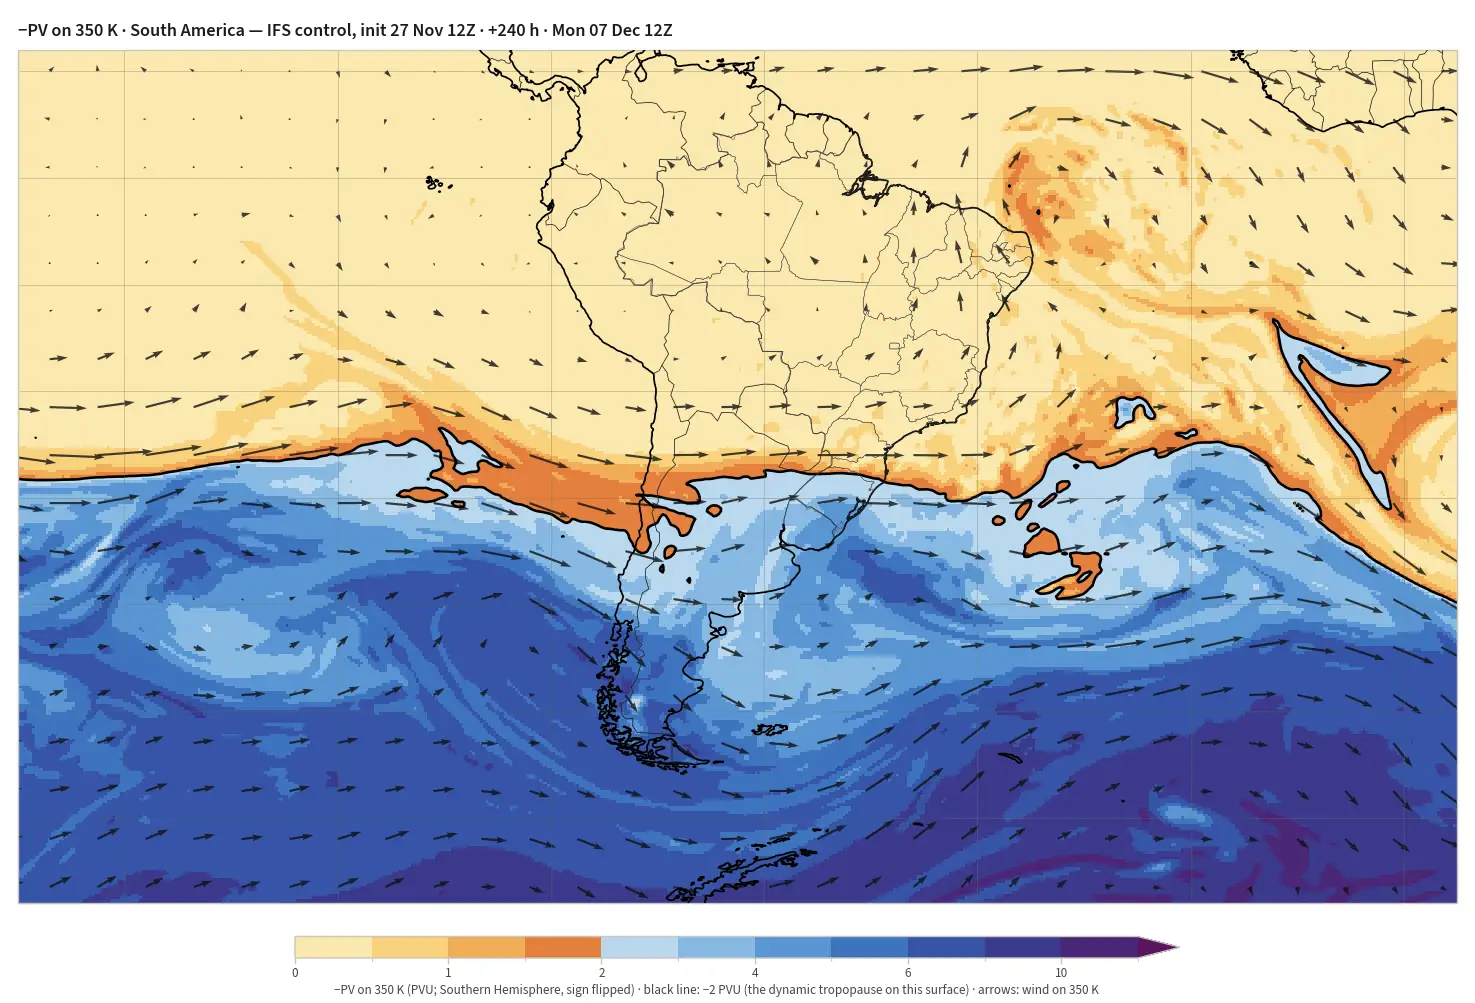 −PV on 350 K · South America — IFS control, init 27 Nov 12Z · +240 h · Mon 07 Dec 12Z
0 1 2 4 6 10
−PV on 350 K (PVU; Southern Hemisphere, sign flipped) · black line: −2 PVU (the dynamic tropopause on this surface) · arrows: wind on 350 K